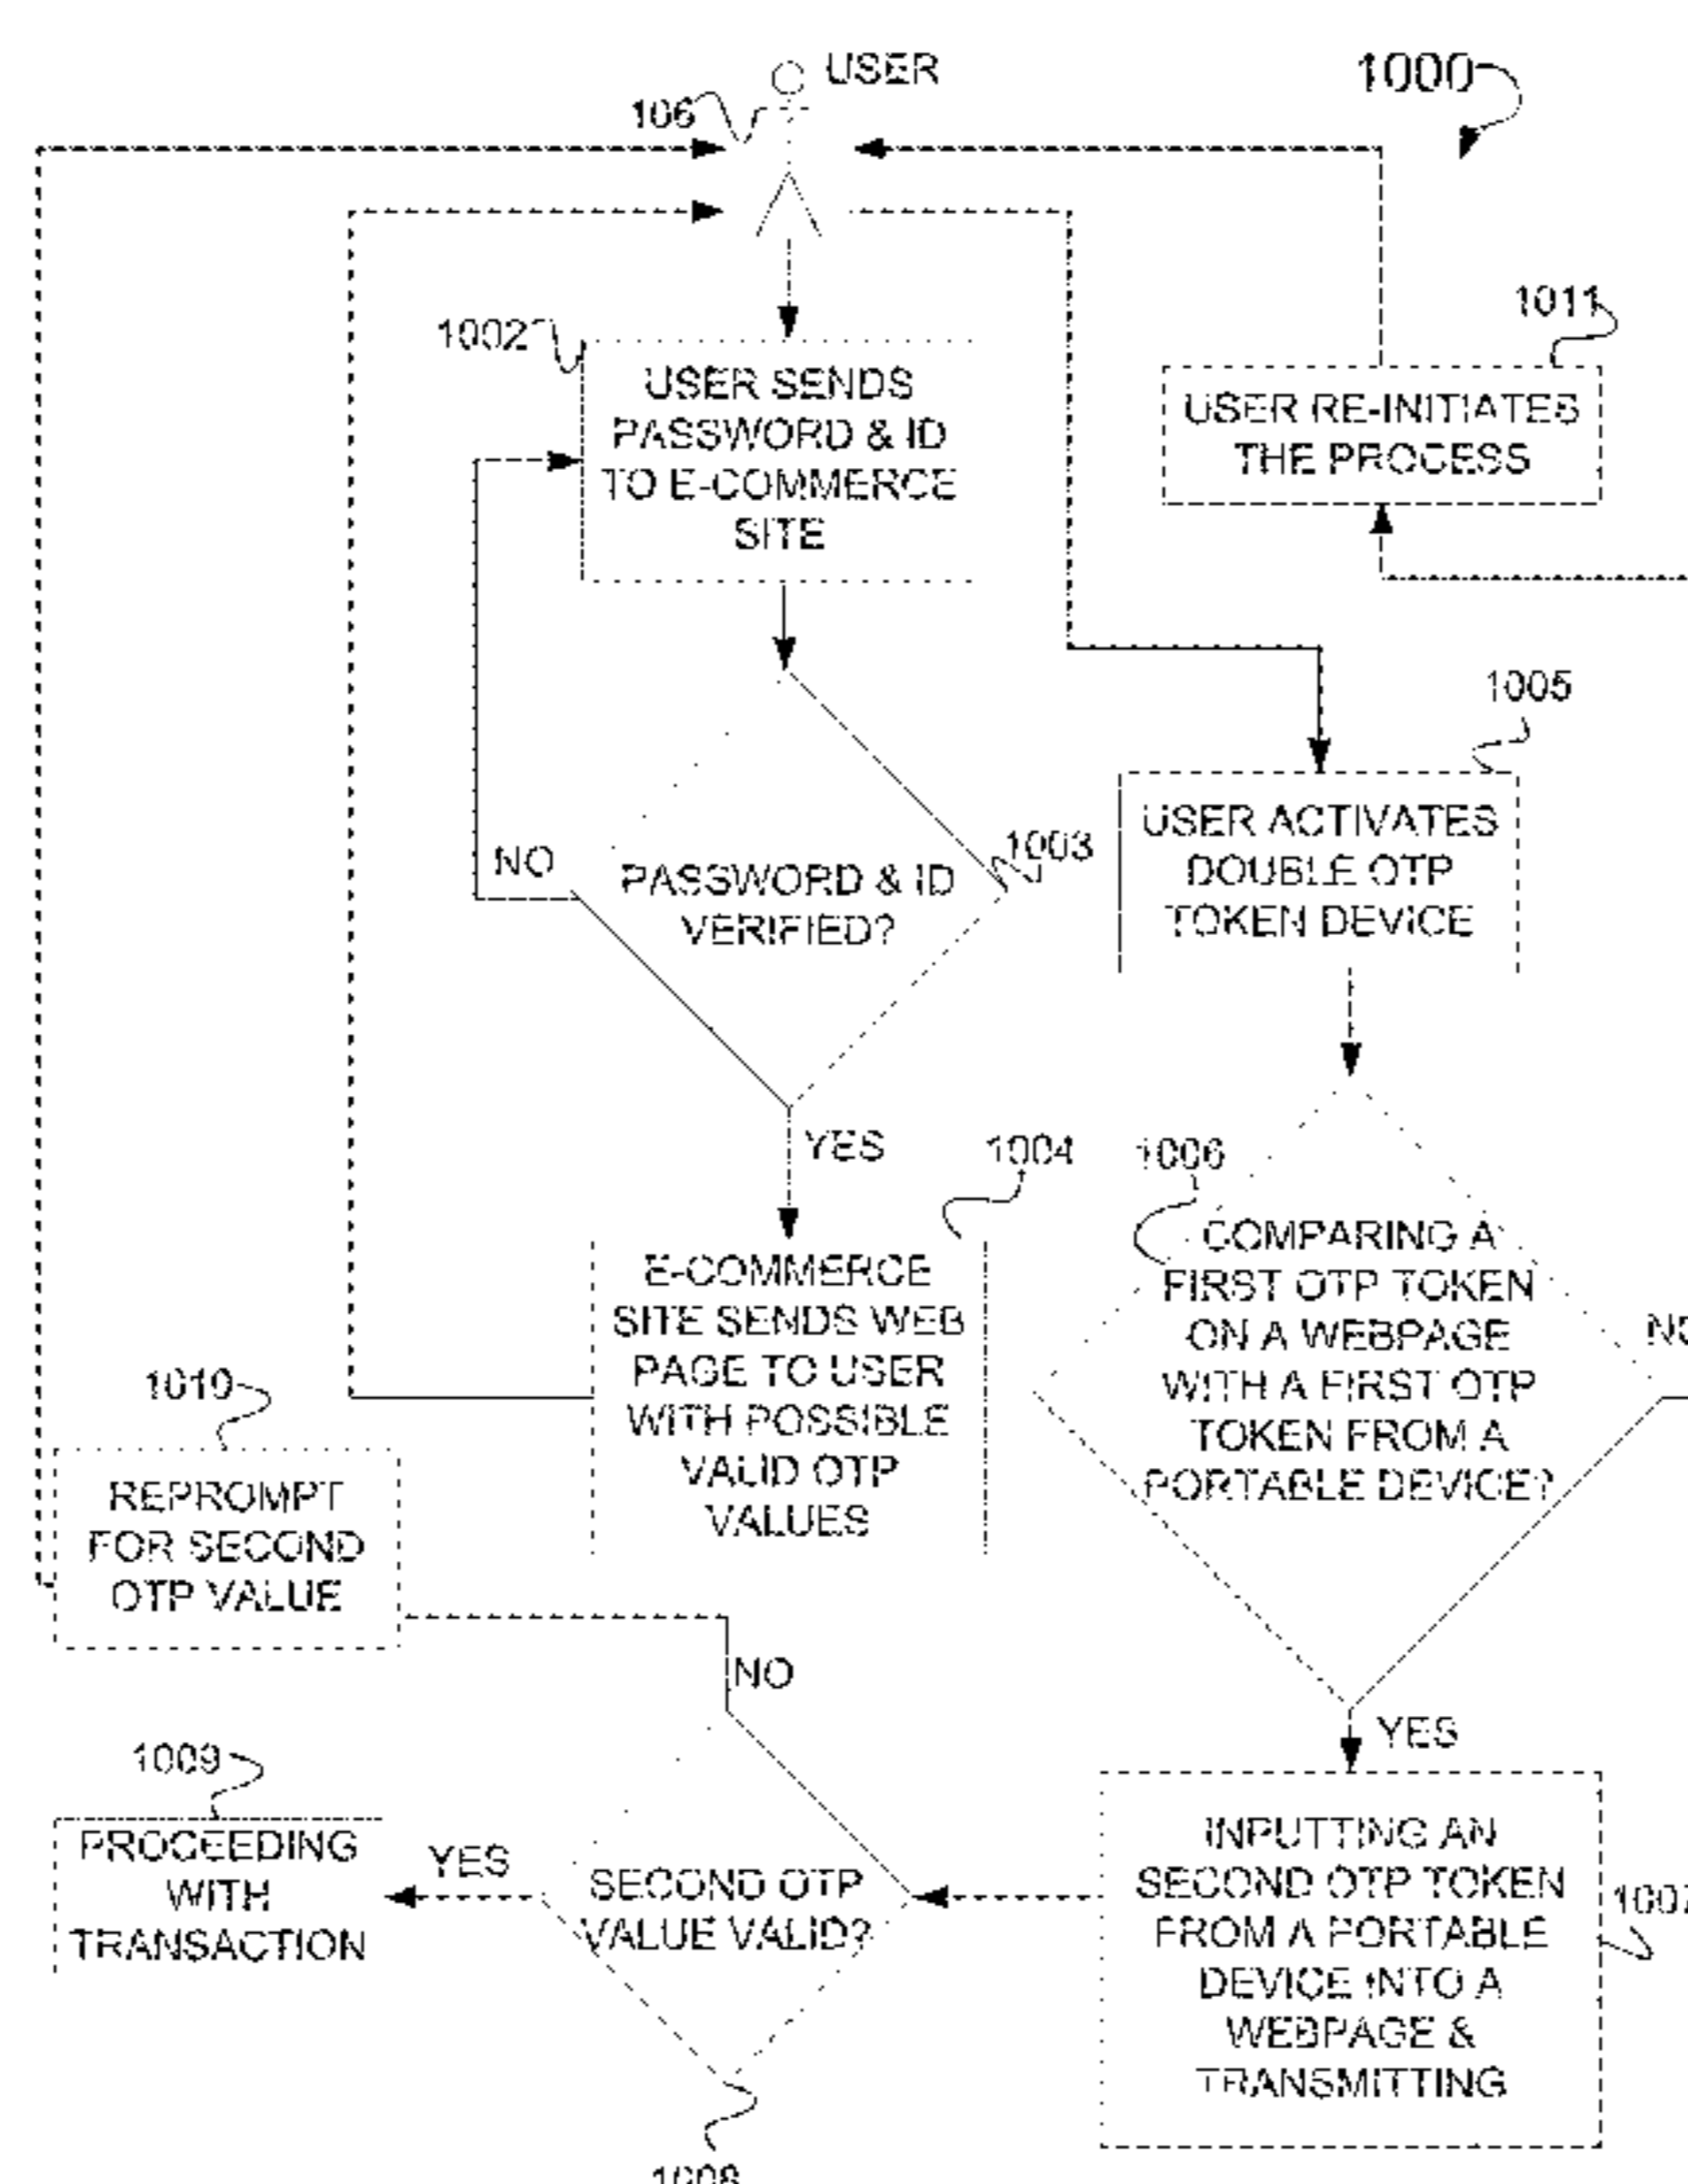 USER
1000
106
1011
1002
USER SENDS
PASSWORD & ID
TO E-COMMERCE
SITE
USER RE-INITIATES
THE PROCESS
1005
USER ACTIVATES
DOUBLE OTP
TOKEN DEVICE
1003
NO
PASSWORD & ID
VERIFIED?
YES
1004
1006
E-COMMERCE
SITE SENDS WEB
PAGE TO USER
WITH POSSIBLE
VALID OTP
VALUES
COMPARING A
FIRST OTP TOKEN
ON A WEBPAGE
WITH A FIRST OTP
TOKEN FROM A
PORTABLE DEVICE?
NO
1010
REPROMPT
FOR SECOND
OTP VALUE
NO
YES
1009
PROCEEDING
WITH
TRANSACTION
YES
SECOND OTP
VALUE VALID?
INPUTTING AN
SECOND OTP TOKEN
FROM A PORTABLE
DEVICE INTO A
WEBPAGE &
TRANSMITTING
1007
1008